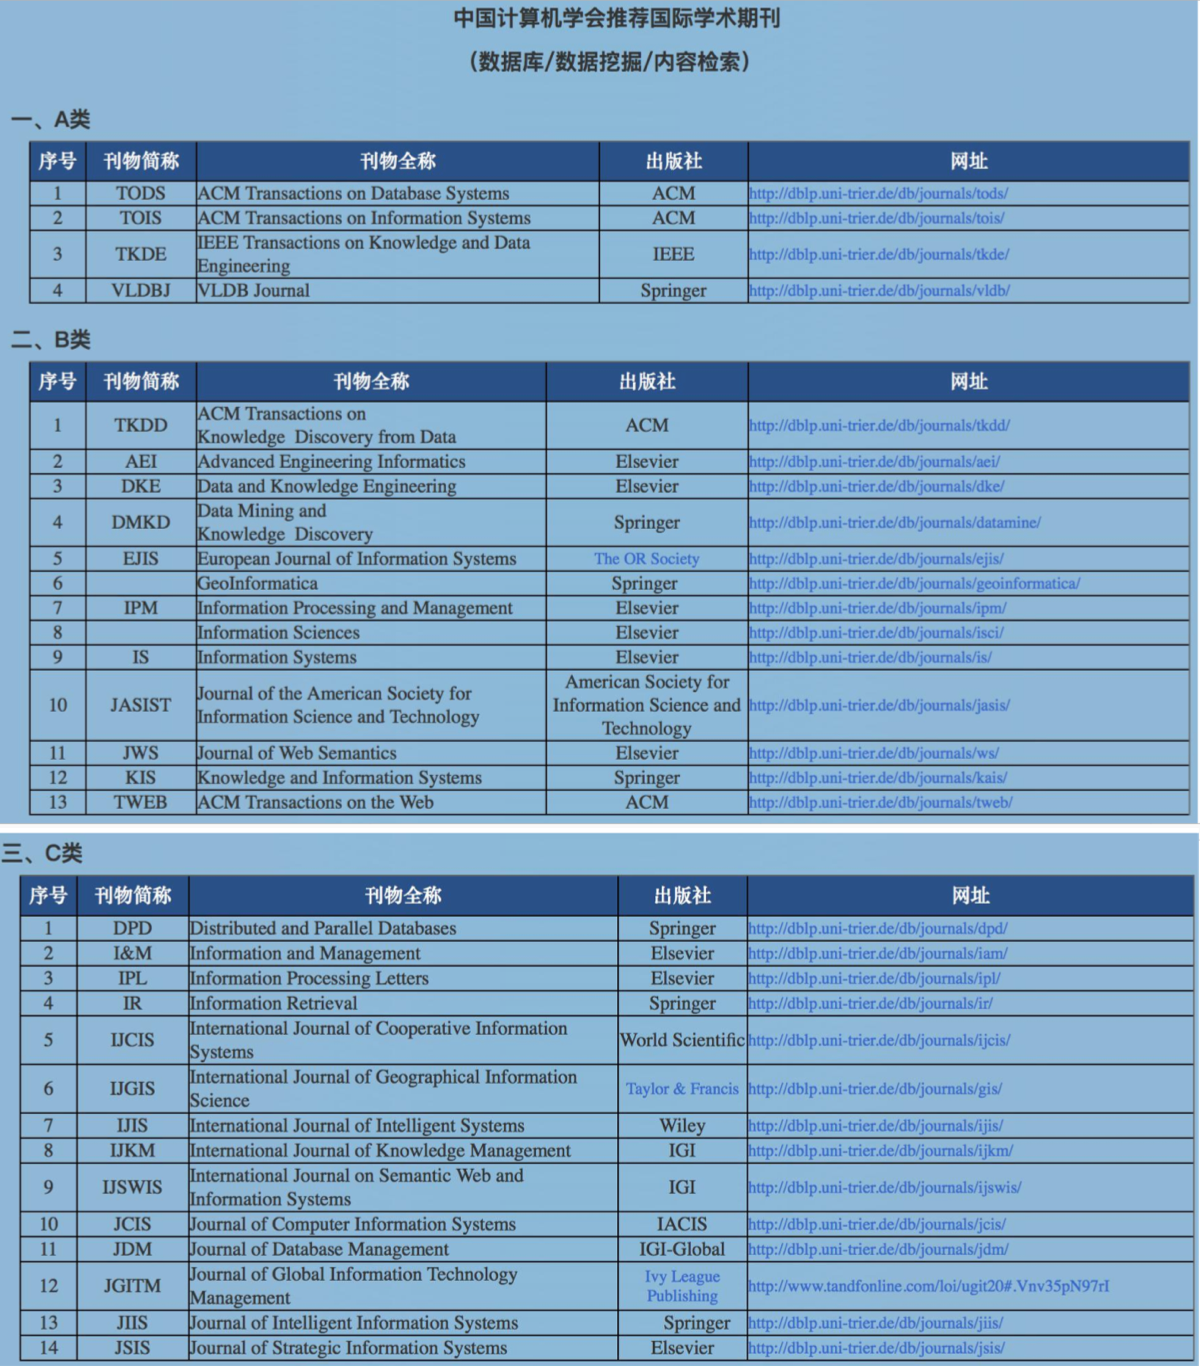 中国计算机学会推荐国际学术期刊
（数据库/数据挖掘/内容检索）
一、A类
序号 刊物简称 刊物全称 出版社 网址
1 TODS ACM Transactions on Database Systems ACM http://dblp.uni-trier.de/db/journals/tods/
2 TOIS ACM Transactions on Information Systems ACM http://dblp.uni-trier.de/db/journals/tois/
3 TKDE IEEE Transactions on Knowledge and Data
Engineering IEEE http://dblp.uni-trier.de/db/journals/tkde/
4 VLDBJ VLDB Journal Springer http://dblp.uni-trier.de/db/journals/vldb/
二、B类
序号 刊物简称 刊物全称 出版社 网址
1 TKDD ACM Transactions on
Knowledge Discovery from Data ACM http://dblp.uni-trier.de/db/journals/tkdd/
2 AEI Advanced Engineering Informatics Elsevier http://dblp.uni-trier.de/db/journals/aei/
3 DKE Data and Knowledge Engineering Elsevier http://dblp.uni-trier.de/db/journals/dke/
4 DMKD Data Mining and
Knowledge Discovery Springer http://dblp.uni-trier.de/db/journals/datamine/
5 EJIS European Journal of Information Systems The OR Society http://dblp.uni-trier.de/db/journals/ejis/
6 GeoInformatica Springer http://dblp.uni-trier.de/db/journals/geoinformatica/
7 IPM Information Processing and Management Elsevier http://dblp.uni-trier.de/db/journals/ipm/
8 Information Sciences Elsevier http://dblp.uni-trier.de/db/journals/isci/
9 IS Information Systems Elsevier http://dblp.uni-trier.de/db/journals/is/
10 JASIST Journal of the American Society for
Information Science and Technology American Society for
Information Science and
Technology http://dblp.uni-trier.de/db/journals/jasis/
11 JWS Journal of Web Semantics Elsevier http://dblp.uni-trier.de/db/journals/ws/
12 KIS Knowledge and Information Systems Springer http://dblp.uni-trier.de/db/journals/kais/
13 TWEB ACM Transactions on the Web ACM http://dblp.uni-trier.de/db/journals/tweb/
三、C类
序号 刊物简称 刊物全称 出版社 网址
1 DPD Distributed and Parallel Databases Springer http://dblp.uni-trier.de/db/journals/dpd/
2 I&M Information and Management Elsevier http://dblp.uni-trier.de/db/journals/iam/
3 IPL Information Processing Letters Elsevier http://dblp.uni-trier.de/db/journals/ipl/
4 IR Information Retrieval Springer http://dblp.uni-trier.de/db/journals/ir/
5 IJCIS International Journal of Cooperative Information
Systems World Scientific http://dblp.uni-trier.de/db/journals/ijcis/
6 IJGIS International Journal of Geographical Information
Science Taylor & Francis http://dblp.uni-trier.de/db/journals/gis/
7 IJIS International Journal of Intelligent Systems Wiley http://dblp.uni-trier.de/db/journals/ijis/
8 IJKM International Journal of Knowledge Management IGI http://dblp.uni-trier.de/db/journals/ijkm/
9 IJSWIS International Journal on Semantic Web and
Information Systems IGI http://dblp.uni-trier.de/db/journals/ijswis/
10 JCIS Journal of Computer Information Systems IACIS http://dblp.uni-trier.de/db/journals/jcis/
11 JDM Journal of Database Management IGI-Global http://dblp.uni-trier.de/db/journals/jdm/
12 JGITM Journal of Global Information Technology
Management Ivy League
Publishing http://www.tandfonline.com/loi/ugit20#.Vnv35pN97rI
13 JIIS Journal of Intelligent Information Systems Springer http://dblp.uni-trier.de/db/journals/jiis/
14 JSIS Journal of Strategic Information Systems Elsevier http://dblp.uni-trier.de/db/journals/jsis/